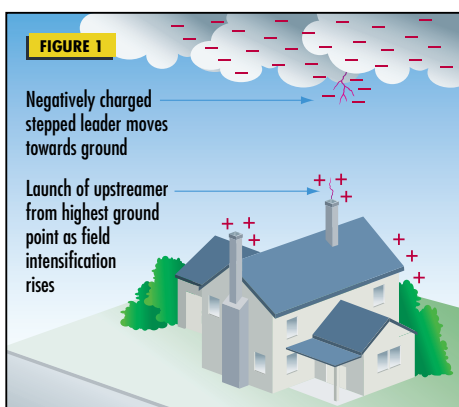 FIGURE 1
Negatively charged
stepped leader moves
towards ground
Launch of upstreamer
from highest ground
point as field
intensification
rises